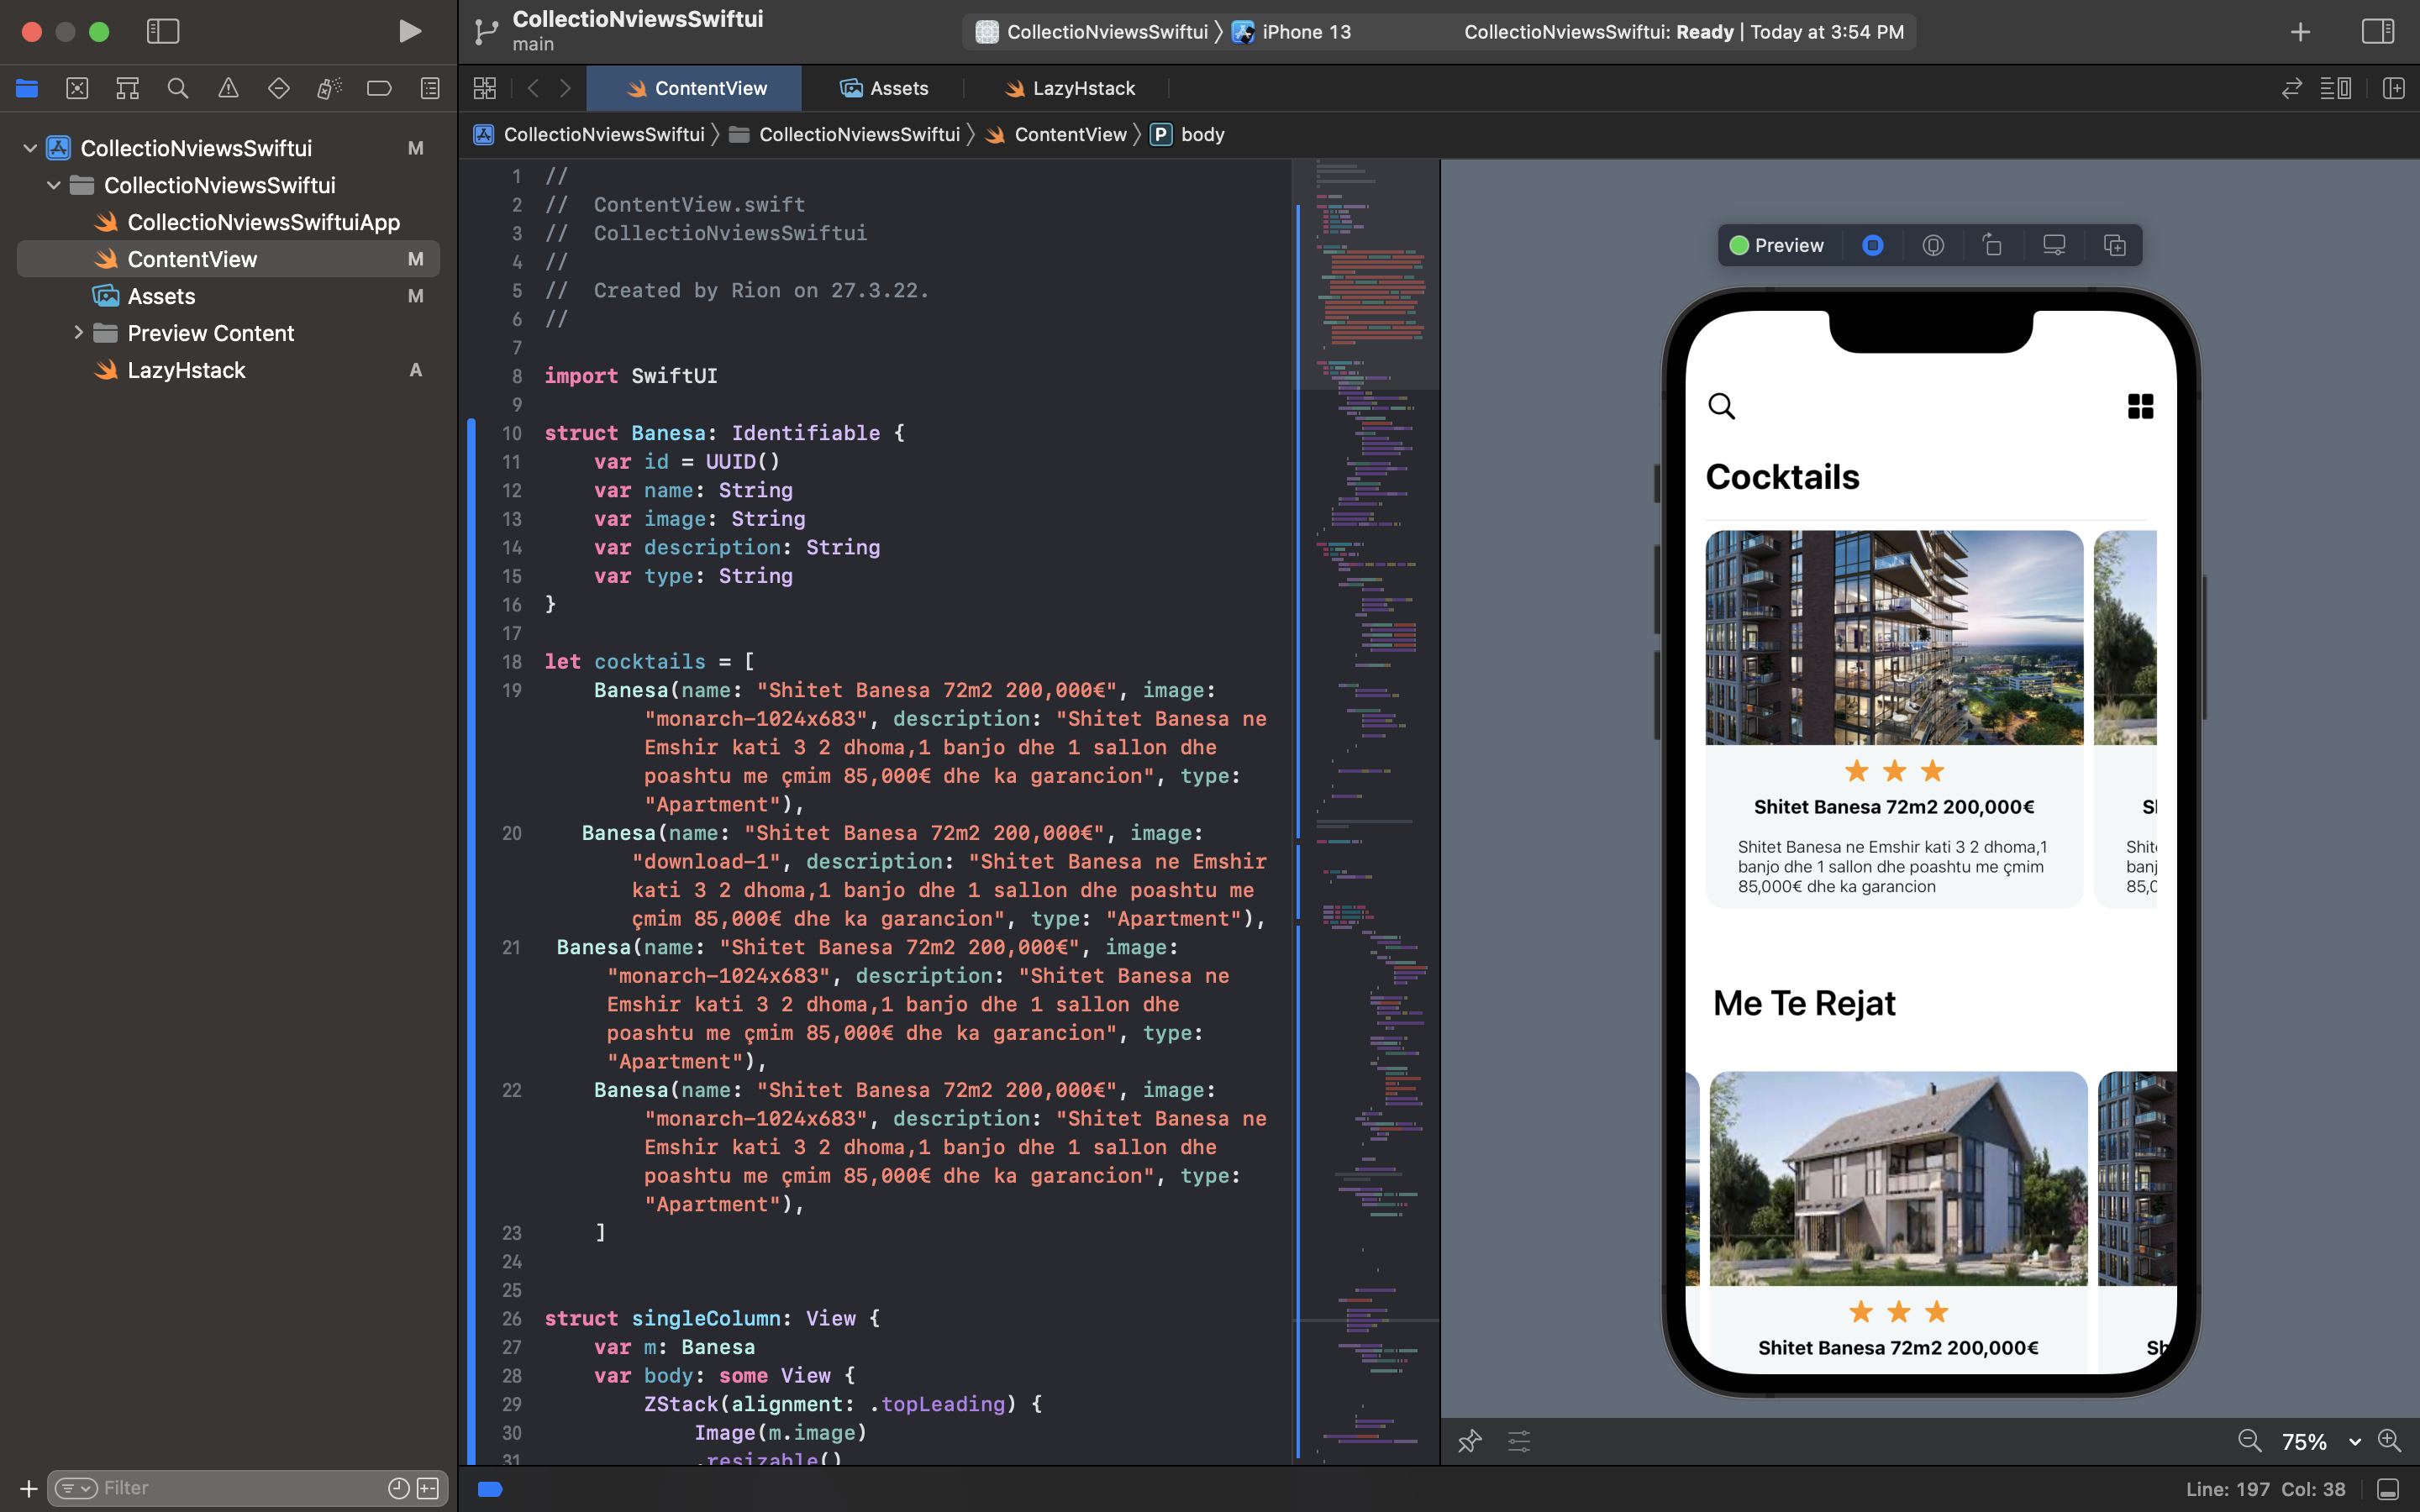 CollectioNviewsSwiftui
main
CollectioNviewsSwiftui
iPhone 13
CollectioNviewsSwiftui: Ready | Today at 3:54 PM
ContentView
Assets
LazyHstack
CollectioNviewsSwiftui
CollectioNviewsSwiftui
ContentView
P body
CollectioNviewsSwiftui M
CollectioNviewsSwiftui
CollectioNviewsSwiftuiApp
ContentView M
Assets M
Preview Content
LazyHstack A
Filter
1 //
2 //  ContentView.swift
3 //  CollectioNviewsSwiftui
4 //
5 //  Created by Rion on 27.3.22.
6 //
7
8 import SwiftUI
9
10 struct Banesa: Identifiable {
11     var id = UUID()
12     var name: String
13     var image: String
14     var description: String
15     var type: String
16 }
17
18 let cocktails = [
19     Banesa(name: "Shitet Banesa 72m2 200,000€", image:
"monarch-1024x683", description: "Shitet Banesa ne
Emshir kati 3 2 dhoma,1 banjo dhe 1 sallon dhe
poashtu me çmim 85,000€ dhe ka garancion", type:
"Apartment"),
20    Banesa(name: "Shitet Banesa 72m2 200,000€", image:
"download-1", description: "Shitet Banesa ne Emshir
kati 3 2 dhoma,1 banjo dhe 1 sallon dhe poashtu me
çmim 85,000€ dhe ka garancion", type: "Apartment"),
21  Banesa(name: "Shitet Banesa 72m2 200,000€", image:
"monarch-1024x683", description: "Shitet Banesa ne
Emshir kati 3 2 dhoma,1 banjo dhe 1 sallon dhe
poashtu me çmim 85,000€ dhe ka garancion", type:
"Apartment"),
22     Banesa(name: "Shitet Banesa 72m2 200,000€", image:
"monarch-1024x683", description: "Shitet Banesa ne
Emshir kati 3 2 dhoma,1 banjo dhe 1 sallon dhe
poashtu me çmim 85,000€ dhe ka garancion", type:
"Apartment"),
23     ]
24
25
26 struct singleColumn: View {
27     var m: Banesa
28     var body: some View {
29         ZStack(alignment: .topLeading) {
30             Image(m.image)
31             .resizable()
Preview
Cocktails
Shitet Banesa 72m2 200,000€
Shitet Banesa ne Emshir kati 3 2 dhoma,1
banjo dhe 1 sallon dhe poashtu me çmim
85,000€ dhe ka garancion
Me Te Rejat
Shitet Banesa 72m2 200,000€
75%
Line: 197 Col: 38